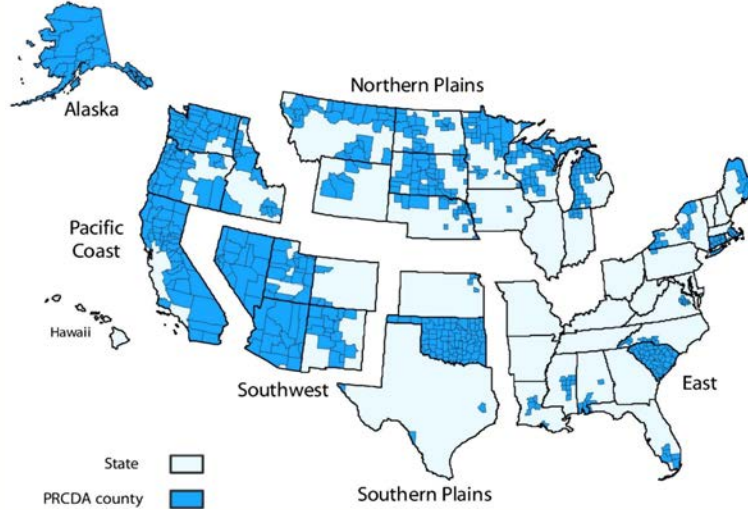 Northern Plains
Alaska
Pacific
Coast
Hawaii
Southwest
East
State
PRCDA county
Southern Plains